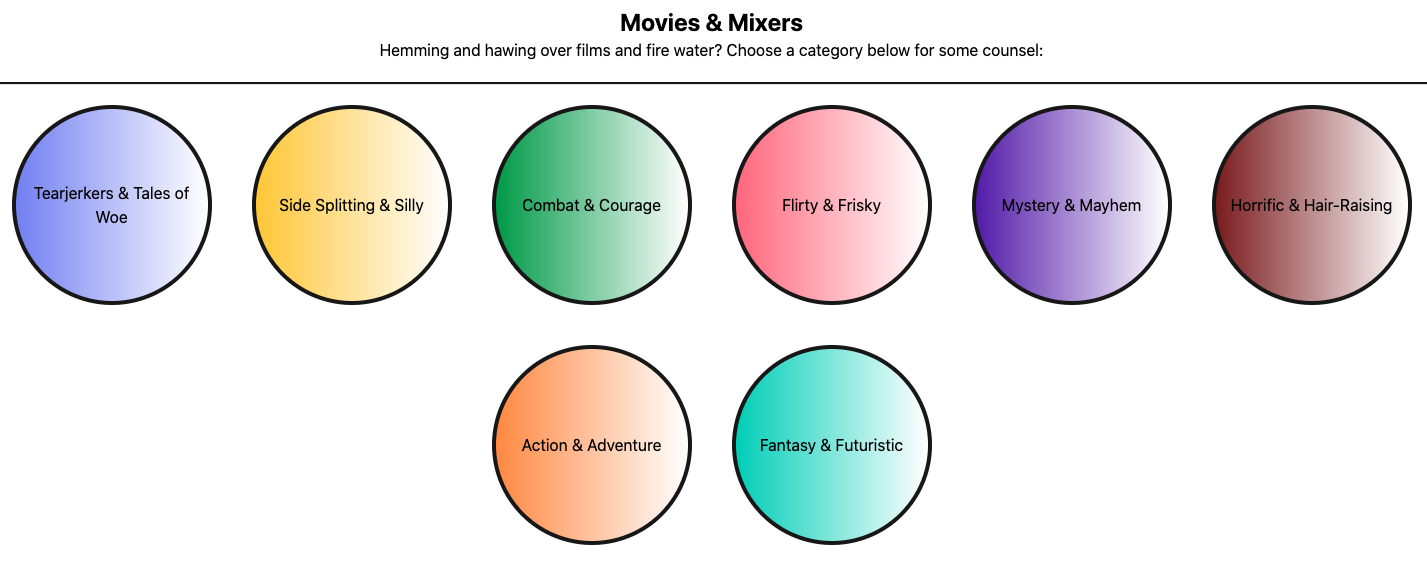 Movies & Mixers
Hemming and hawing over films and fire water? Choose a category below for some counsel:
Tearjerkers & Tales of
Woe
Side Splitting & Silly
Combat & Courage
Flirty & Frisky
Mystery & Mayhem
Horrific & Hair-Raising
Action & Adventure
Fantasy & Futuristic